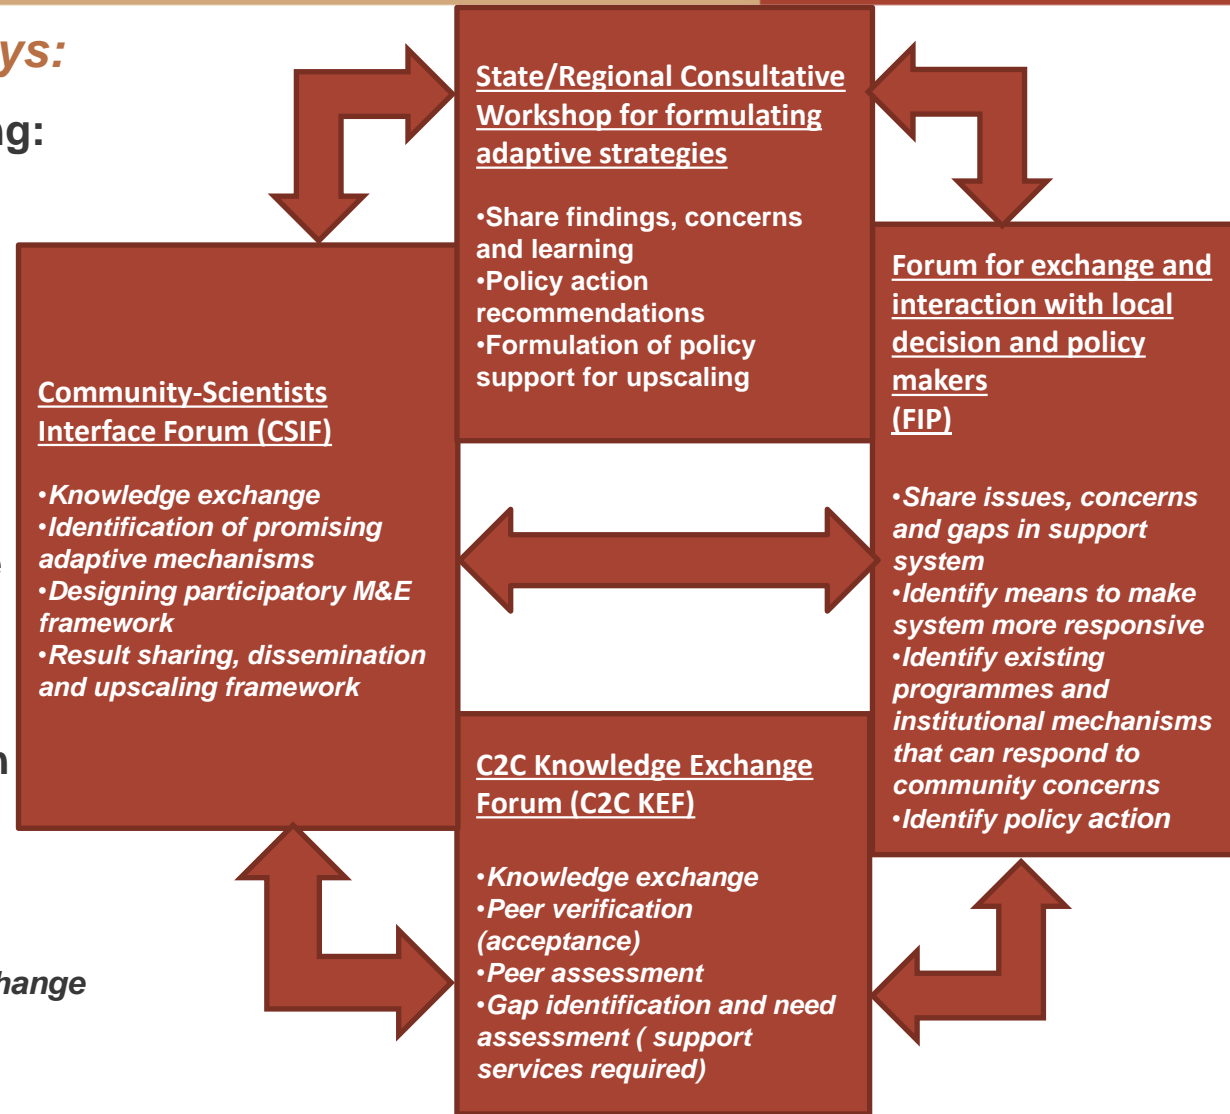 ys:
ng:
n
hange
State/Regional Consultative
Workshop for formulating
adaptive strategies
•Share findings, concerns
and learning
•Policy action
recommendations
•Formulation of policy
support for upscaling
Community-Scientists
Interface Forum (CSIF)
•Knowledge exchange
•Identification of promising
adaptive mechanisms
•Designing participatory M&E
framework
•Result sharing, dissemination
and upscaling framework
Forum for exchange and
interaction with local
decision and policy
makers
(FIP)
•Share issues, concerns
and gaps in support
system
•Identify means to make
system more responsive
•Identify existing
programmes and
institutional mechanisms
that can respond to
community concerns
•Identify policy action
C2C Knowledge Exchange
Forum (C2C KEF)
•Knowledge exchange
•Peer verification
(acceptance)
•Peer assessment
•Gap identification and need
assessment ( support
services required)